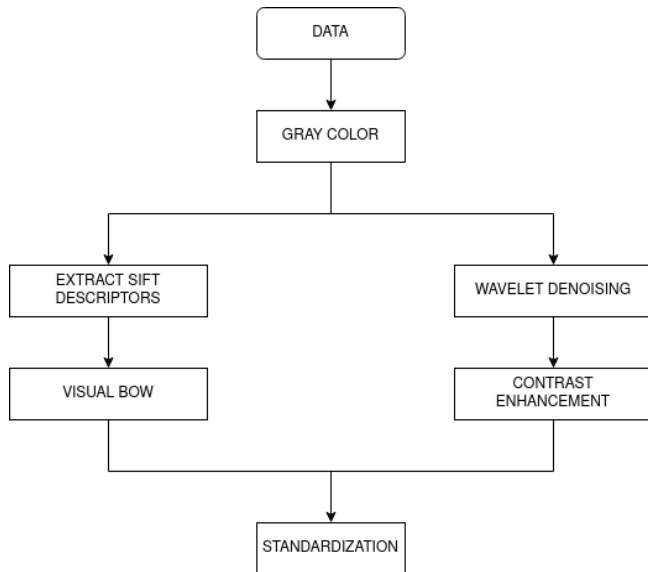 DATA
GRAY COLOR
EXTRACT SIFT
DESCRIPTORS
WAVELET DENOISING
VISUAL BOW
CONTRAST
ENHANCEMENT
STANDARDIZATION